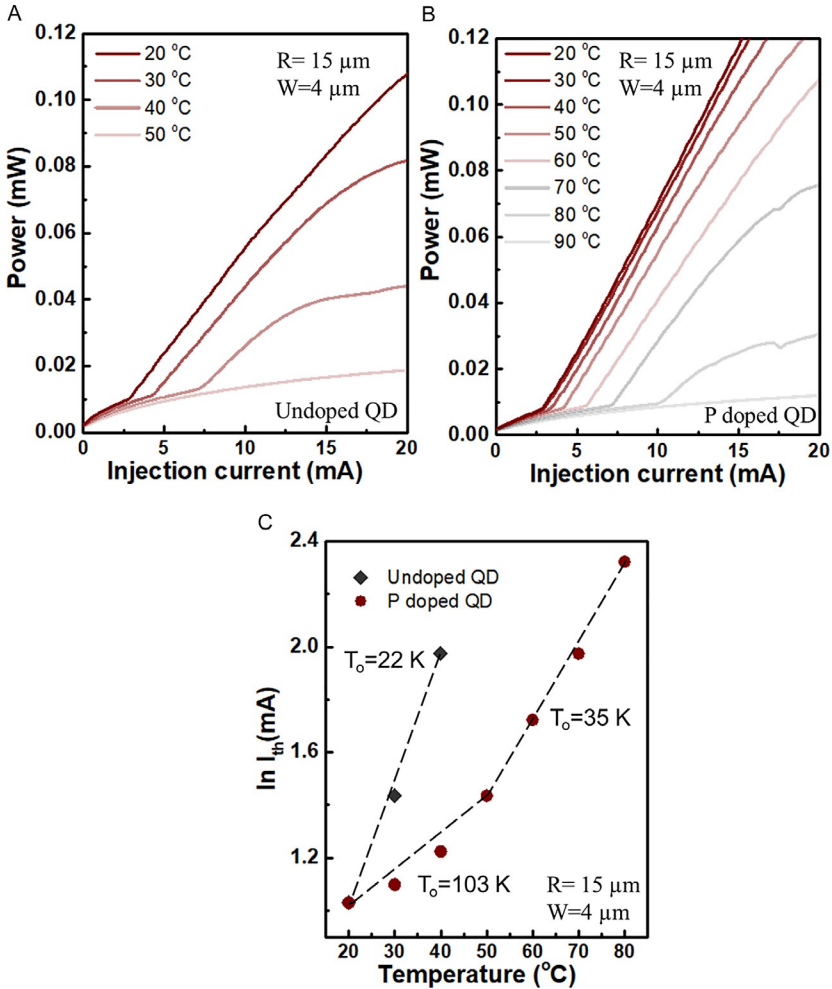 A
0.12
0.10
0.08
0.06
0.04
0.02
0.00
Power (mW)
20 °C
30 °C
40 °C
50 °C
R= 15 µm
W=4 µm
Undoped QD
0 5 10 15 20
Injection current (mA)
B
0.12
0.10
0.08
0.06
0.04
0.02
0.00
Power (mW)
20 °C
30 °C
40 °C
50 °C
60 °C
70 °C
80 °C
90 °C
R= 15 µm
W=4 µm
P doped QD
0 5 10 15 20
Injection current (mA)
C
2.4
2.0
1.6
1.2
ln Ith(mA)
Undoped QD
P doped QD
To=22 K
To=35 K
To=103 K
R= 15 µm
W=4 µm
20 30 40 50 60 70 80
Temperature (°C)